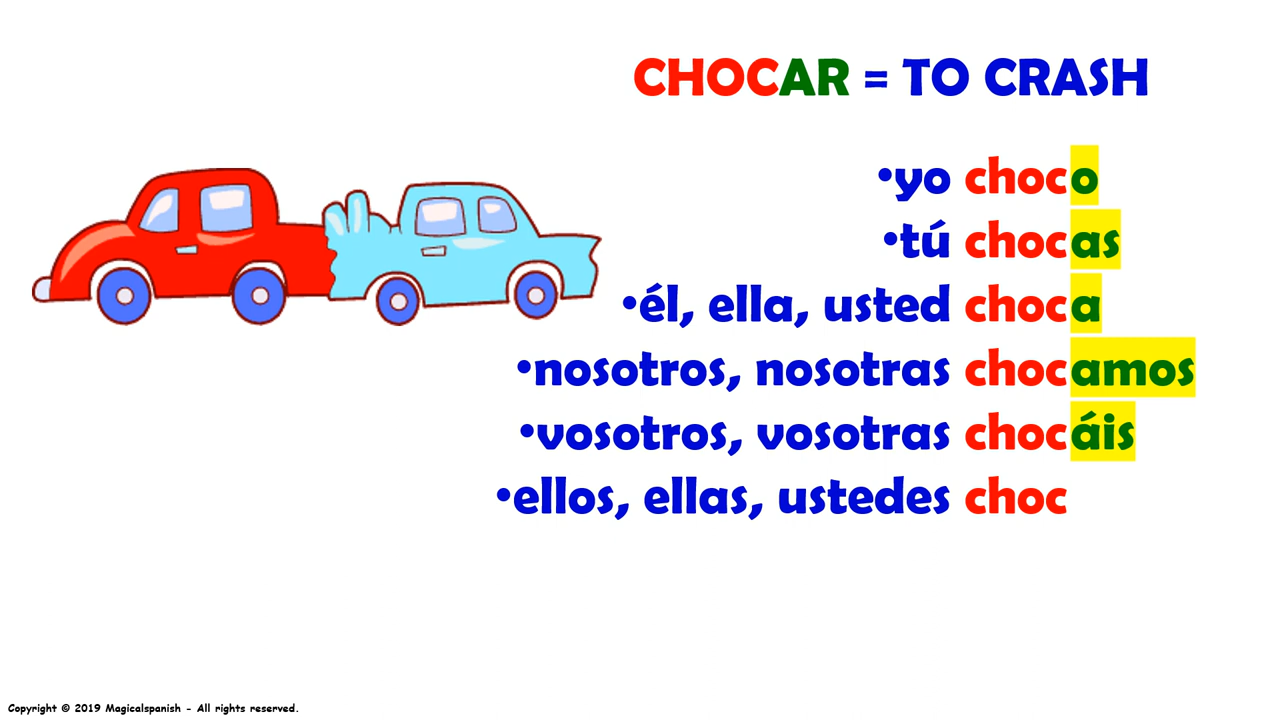 CHOCAR = TO CRASH
•yo choco
•tú chocas
•él, ella, usted choca
•nosotros, nosotras chocamos
•vosotros, vosotras chocáis
•ellos, ellas, ustedes choc
Copyright © 2019 Magicalspanish - All rights reserved.